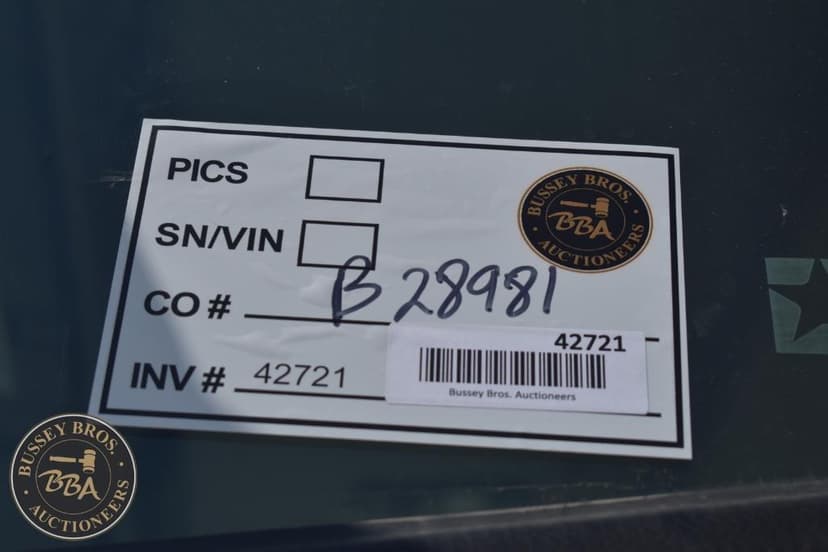 PICS
BUSSEY BROS.
BBA
AUCTIONEERS
SN/VIN
CO # B28981
42721
INV # 42721
Bussey Bros. Auctioneers
BUSSEY BROS.
BBA
AUCTIONEERS